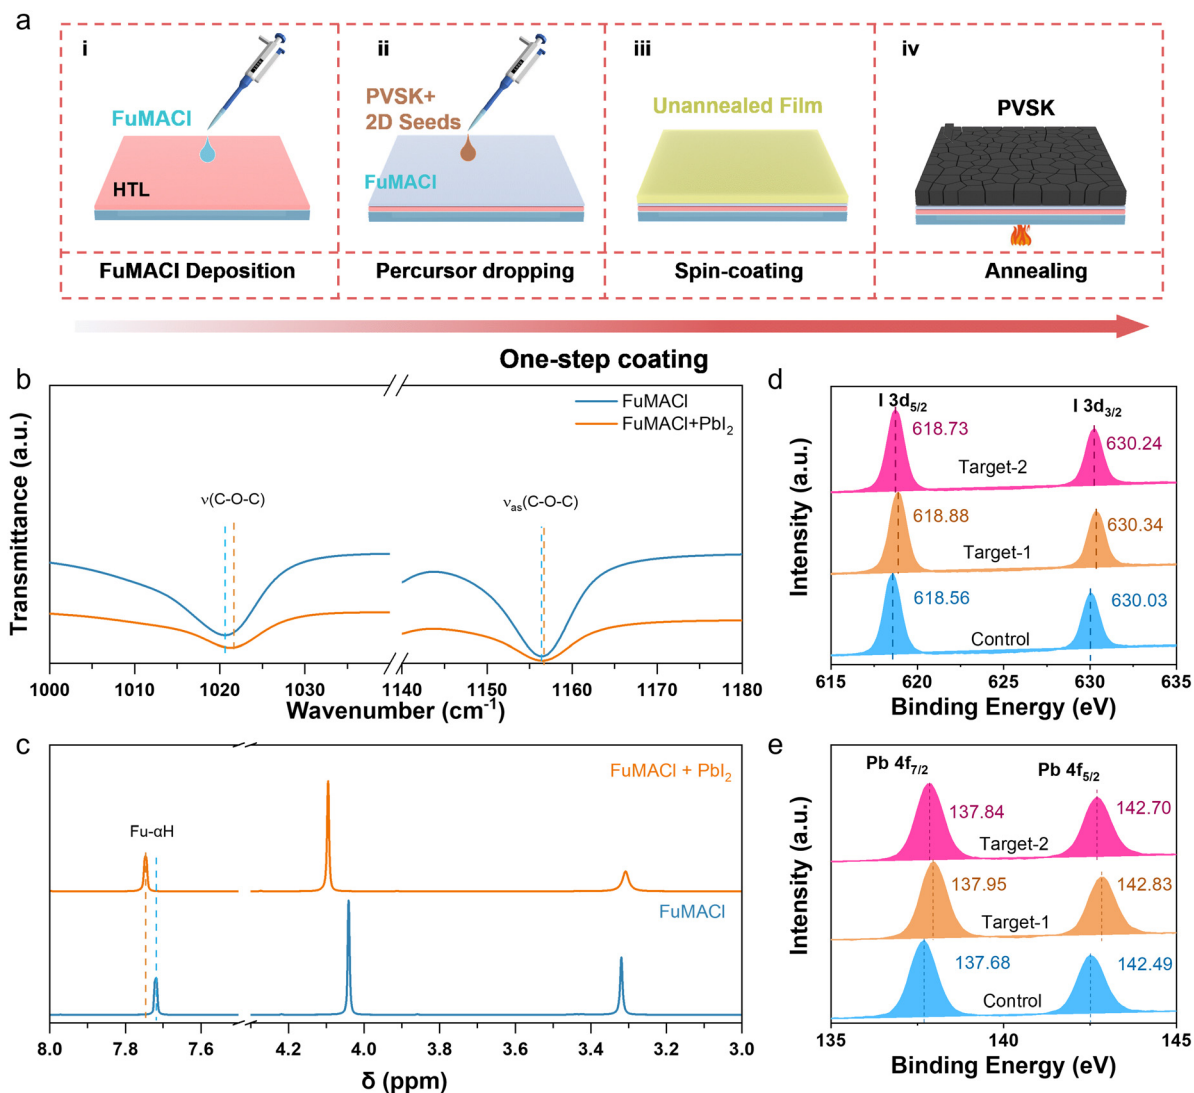 a
i
FuMACl
HTL
FuMACl Deposition
ii
PVSK+
2D Seeds
FuMACl
Percursor dropping
iii
Unannealed Film
Spin-coating
iv
PVSK
Annealing
One-step coating
b
FuMACl
FuMACl+PbI2
ν(C-O-C)
νas(C-O-C)
Transmittance (a.u.)
1000 1010 1020 1030 1140 1150 1160 1170 1180
Wavenumber (cm-1)
c
FuMACl + PbI2
Fu-αH
FuMACl
8.0 7.8 7.6 4.2 4.0 3.8 3.6 3.4 3.2 3.0
δ (ppm)
d
I 3d5/2
I 3d3/2
618.73
630.24
Target-2
618.88
630.34
Target-1
618.56
630.03
Control
Intensity (a.u.)
615 620 625 630 635
Binding Energy (eV)
e
Pb 4f7/2
Pb 4f5/2
137.84
142.70
Target-2
137.95
142.83
Target-1
137.68
142.49
Control
Intensity (a.u.)
135 140 145
Binding Energy (eV)